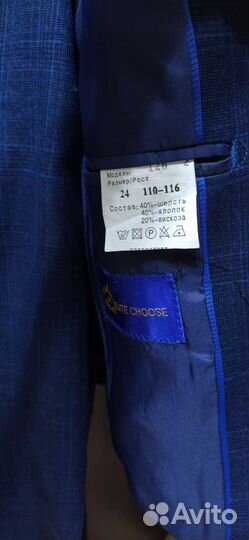 Модель:
Размер/Рост
24 110-116
Состав: 40%-шерсть
40%-хлопок
20%-вискоза
CHOOSE
Avito